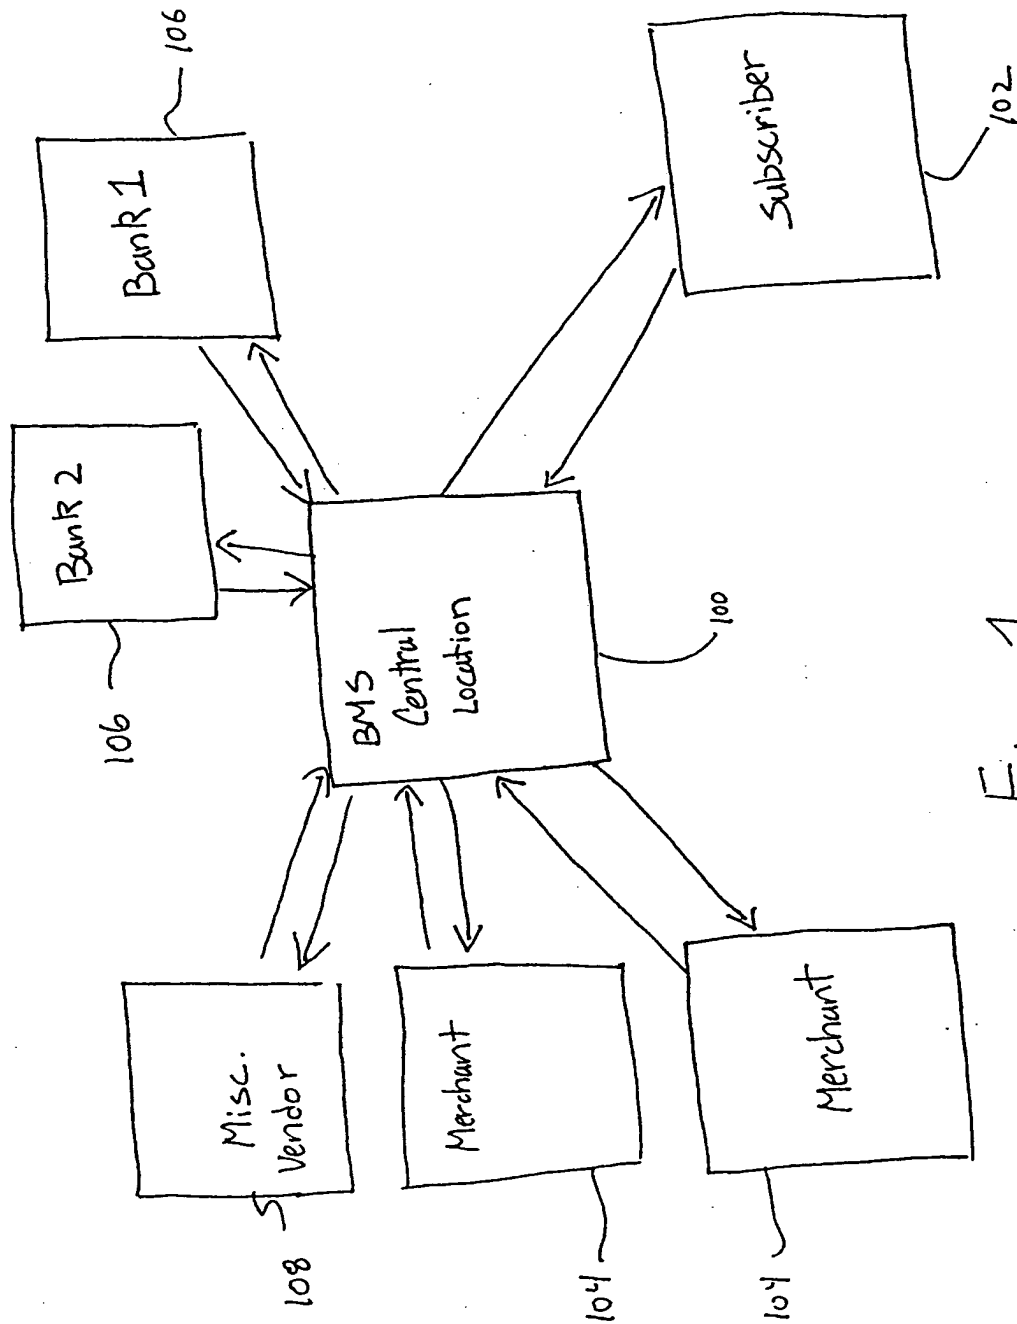 Bank 2
106
Bank 1
106
Misc.
Vendor
108
BMS
Central
Location
100
Merchant
104
Merchant
104
Subscriber
102